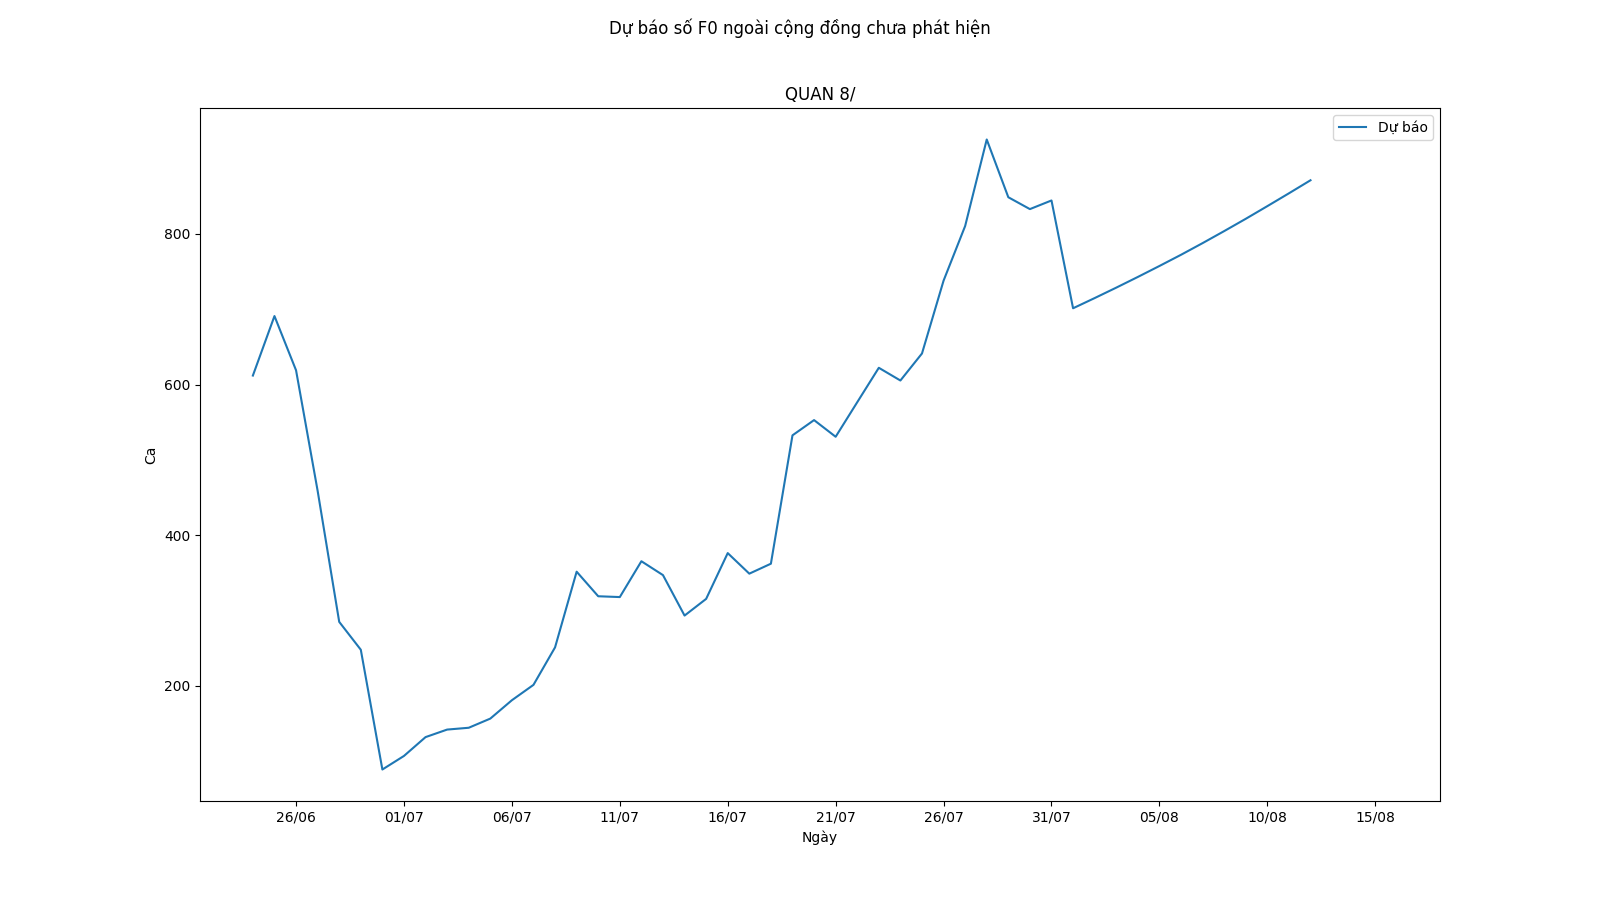 Dự báo số F0 ngoài cộng đồng chưa phát hiện
QUAN 8/
Dự báo
800
600
400
200
Ca
26/06 01/07 06/07 11/07 16/07 21/07 26/07 31/07 05/08 10/08 15/08
Ngày